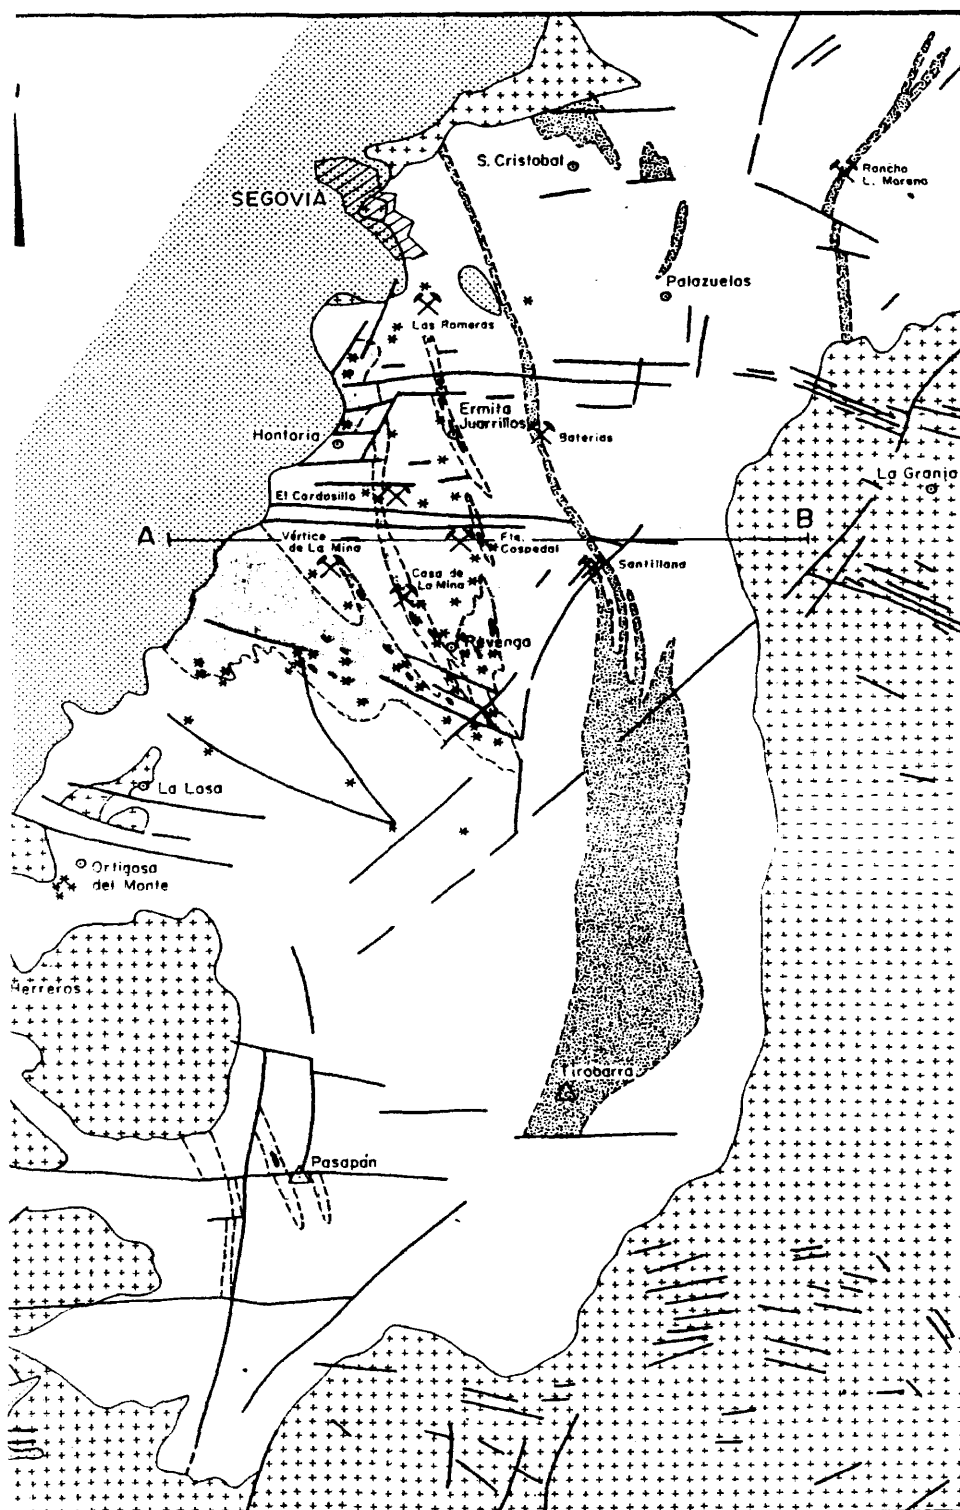 S. Cristobal
Rancho
L. Morena
SEGOVIA
Palazuelos
Las Romeras
Ermita
Juarrillos
Hontoria
Baterias
La Granja
El Cardosillo
A
B
Vértice
de La Mina
Fte.
Cospedal
Santillana
Casa de
La Mina
Revenga
La Losa
Ortigosa
del Monte
Herreros
Tirobarra
Pasapán